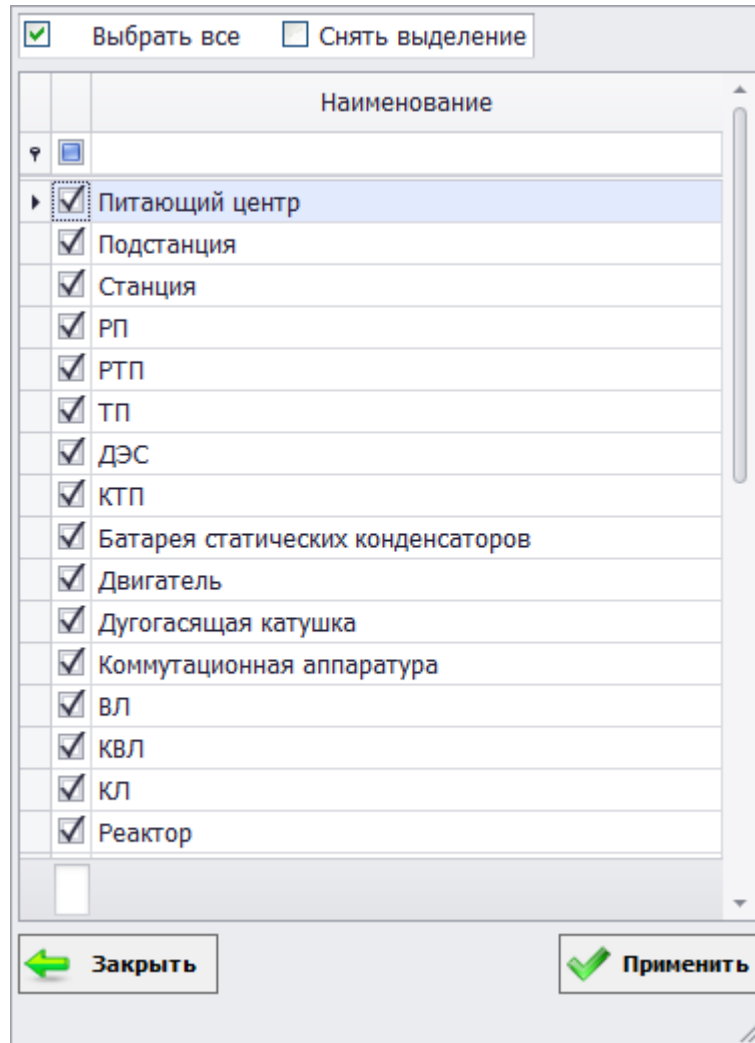 Выбрать все Снять выделение
Наименование
Питающий центр
Подстанция
Станция
РП
РТП
ТП
ДЭС
КТП
Батарея статических конденсаторов
Двигатель
Дугогасящая катушка
Коммутационная аппаратура
ВЛ
КВЛ
КЛ
Реактор
Закрыть Применить